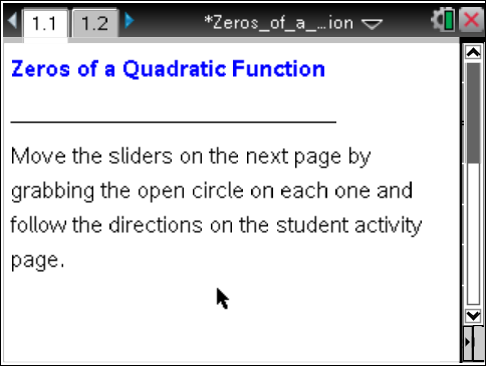 1.1 1.2 *Zeros_of_a_...ion
Zeros of a Quadratic Function
Move the sliders on the next page by
grabbing the open circle on each one and
follow the directions on the student activity
page.